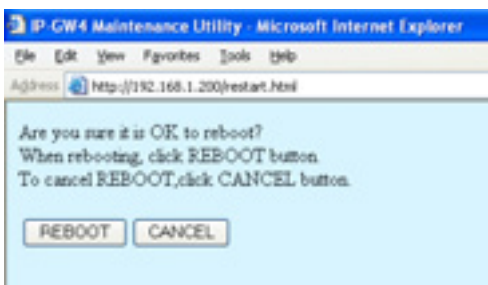 IP-GW4 Maintenance Utility - Microsoft Internet Explorer
File Edit View Favorites Tools Help
Address http://192.168.1.200/restart.html
Are you sure it is OK to reboot?
When rebooting, click REBOOT button.
To cancel REBOOT,click CANCEL button.
REBOOT CANCEL